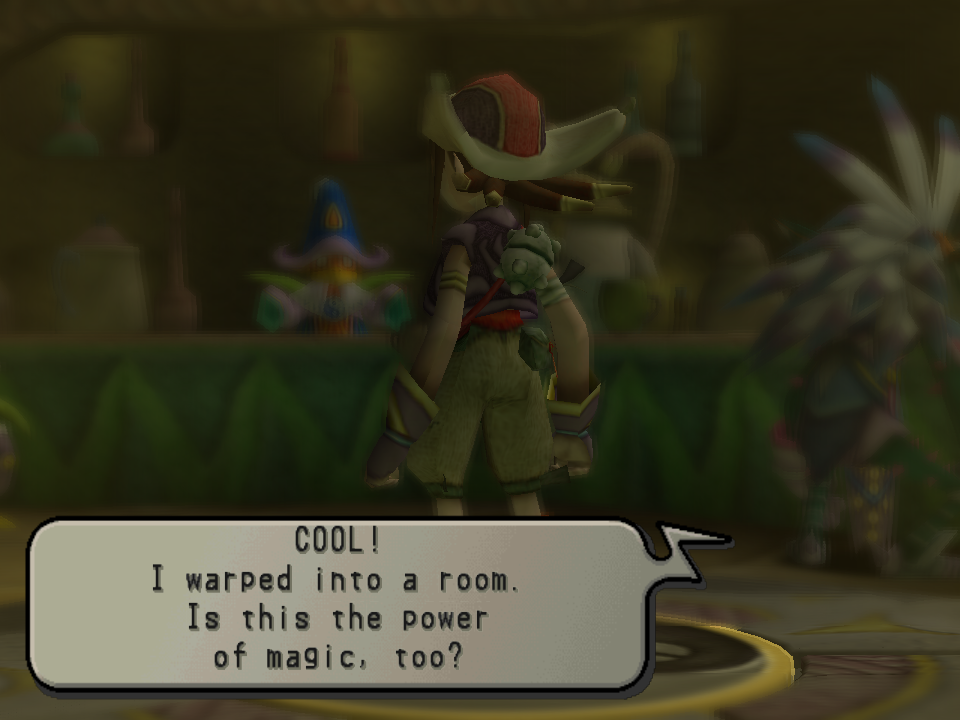 COOL!
I warped into a room.
Is this the power
of magic, too?